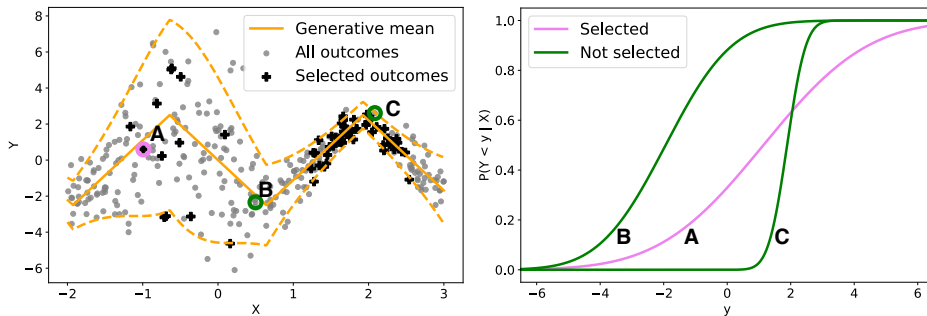 Generative mean
All outcomes
Selected outcomes
A
B
C
Y
8
6
4
2
0
−2
−4
−6
−2 −1 0 1 2 3
X
Selected
Not selected
B A C
P(Y < y | X)
1.0
0.8
0.6
0.4
0.2
0.0
−6 −4 −2 0 2 4 6
y